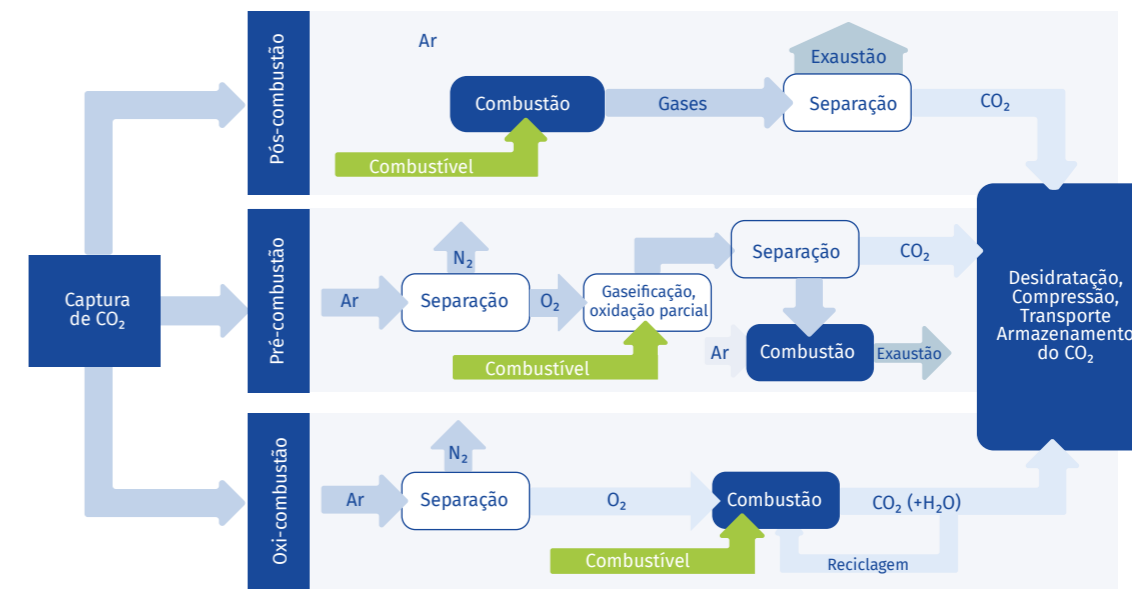 Captura
de CO₂
Pós-combustão
Ar
Combustão
Combustível
Gases
Exaustão
Separação
CO₂
Pré-combustão
Ar
N₂
Separação
O₂
Gaseificação,
oxidação parcial
Combustível
Separação
CO₂
Ar
Combustão
Exaustão
Oxi-combustão
Ar
N₂
Separação
O₂
Combustão
Combustível
CO₂ (+H₂O)
Reciclagem
Desidratação,
Compressão,
Transporte
Armazenamento
do CO₂